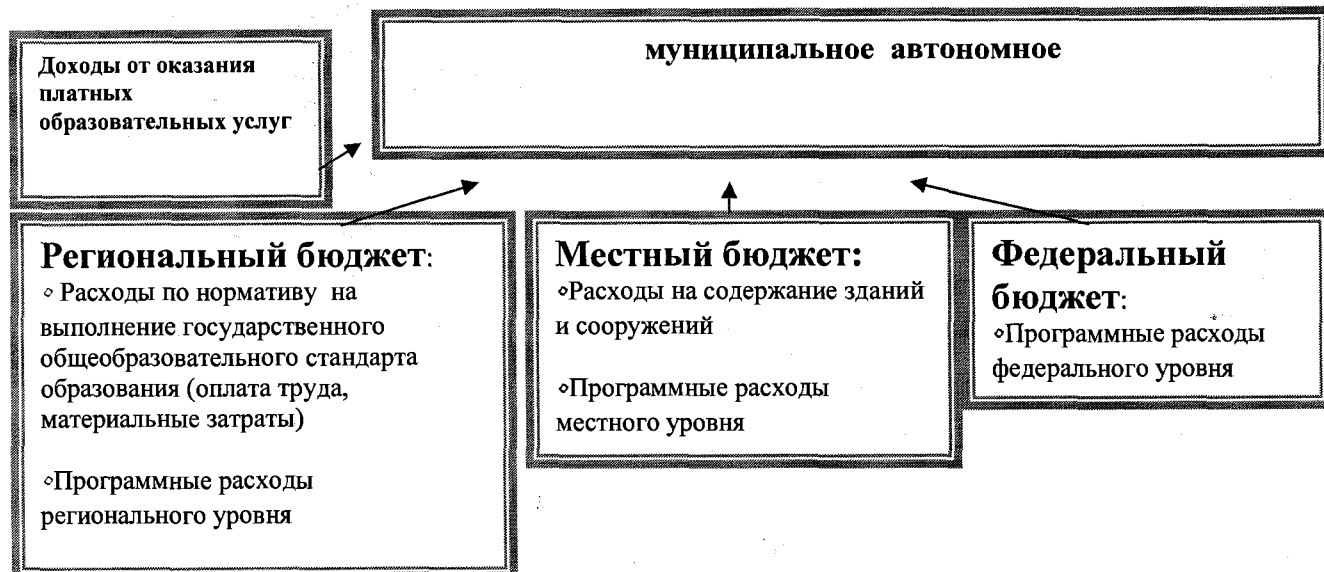 Доходы от оказания
платных
образовательных услуг
муниципальное автономное
Региональный бюджет:
◦ Расходы по нормативу на
выполнение государственного
общеобразовательного стандарта
образования (оплата труда,
материальные затраты)
◦Программные расходы
регионального уровня
Местный бюджет:
◦Расходы на содержание зданий
и сооружений
◦Программные расходы
местного уровня
Федеральный
бюджет:
◦Программные расходы
федерального уровня